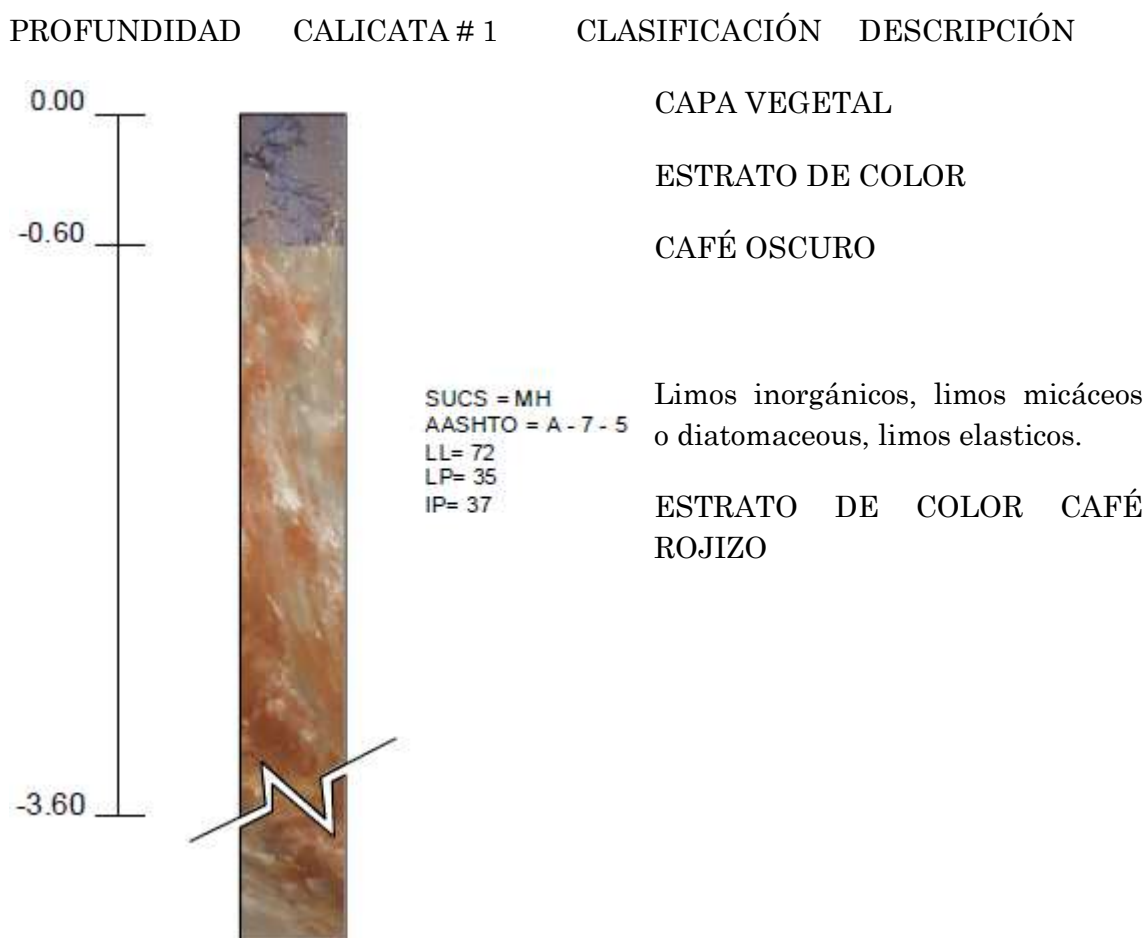 PROFUNDIDAD CALICATA # 1 CLASIFICACIÓN DESCRIPCIÓN
0.00
CAPA VEGETAL
ESTRATO DE COLOR
-0.60
CAFÉ OSCURO
SUCS = MH
AASHTO = A - 7 - 5
LL= 72
LP= 35
IP= 37
Limos inorgánicos, limos micáceos
o diatomaceous, limos elasticos.
ESTRATO DE COLOR CAFÉ
ROJIZO
-3.60